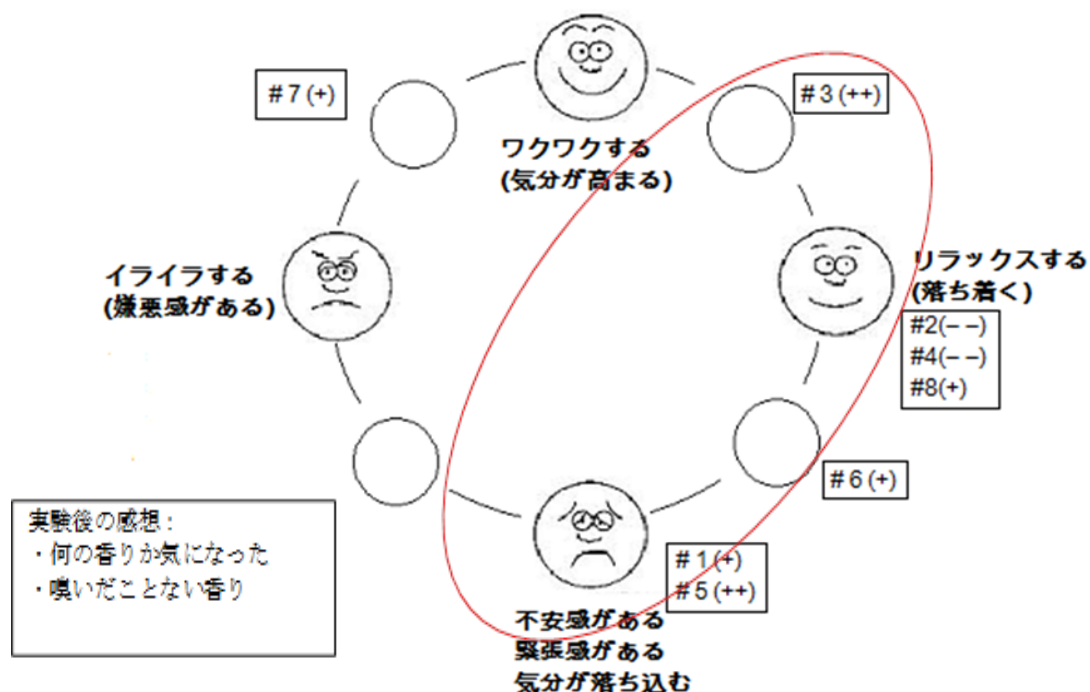 #7(+)
#3(++)
ワクワクする
(気分が高まる)
イライラする
(嫌悪感がある)
リラックスする
(落ち着く)
#2(– –)
#4(– –)
#8(+)
#6(+)
#1(+)
#5(++)
不安感がある
緊張感がある
気分が落ち込む
実験後の感想:
・何の香りか気になった
・嗅いだことない香り